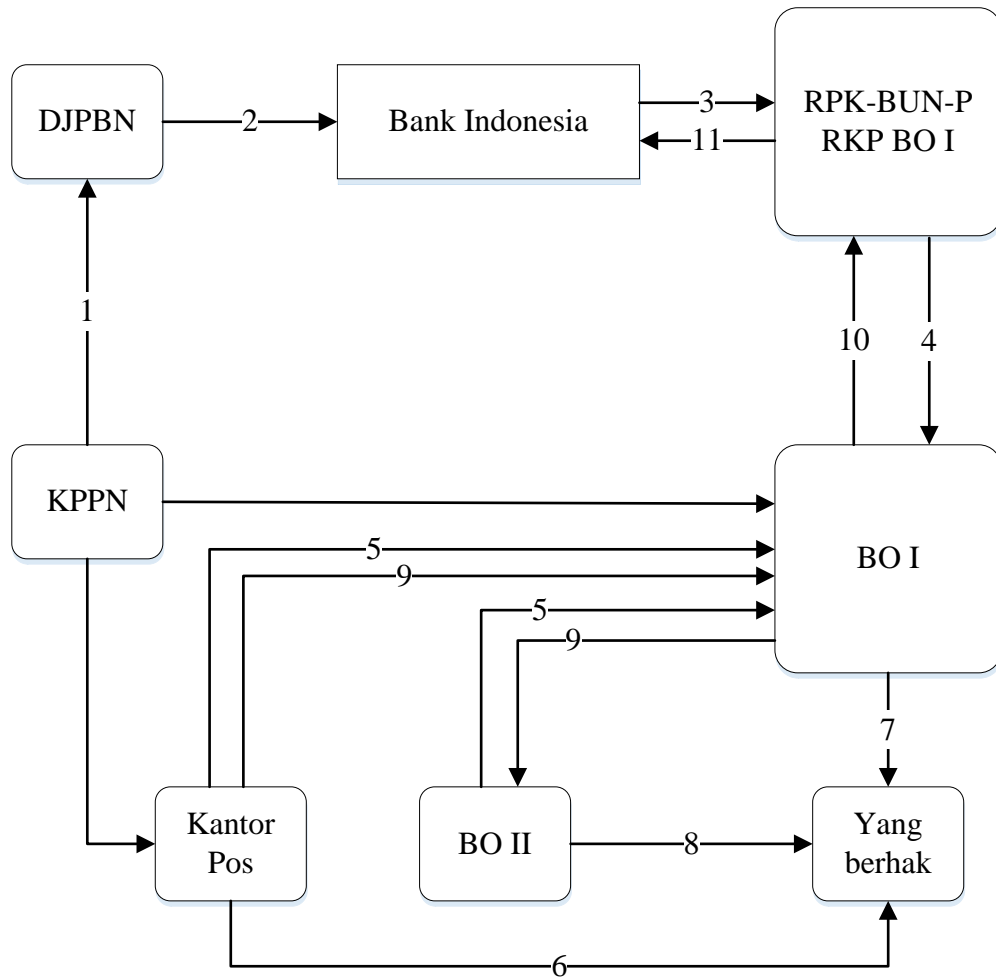 DJPBN
2
Bank Indonesia
3
11
RPK-BUN-P
RKP BO I
1
10
4
KPPN
BO I
5
9
5
9
7
Kantor
Pos
BO II
8
Yang
berhak
6